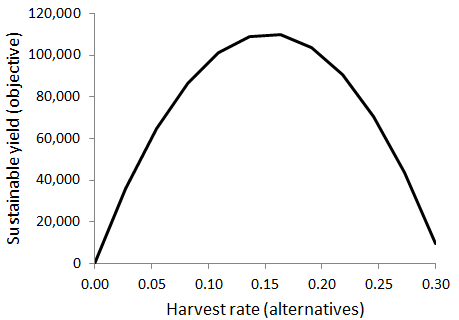 120,000
100,000
80,000
60,000
40,000
20,000
0
Sustainable yield (objective)
0.00 0.05 0.10 0.15 0.20 0.25 0.30
Harvest rate (alternatives)